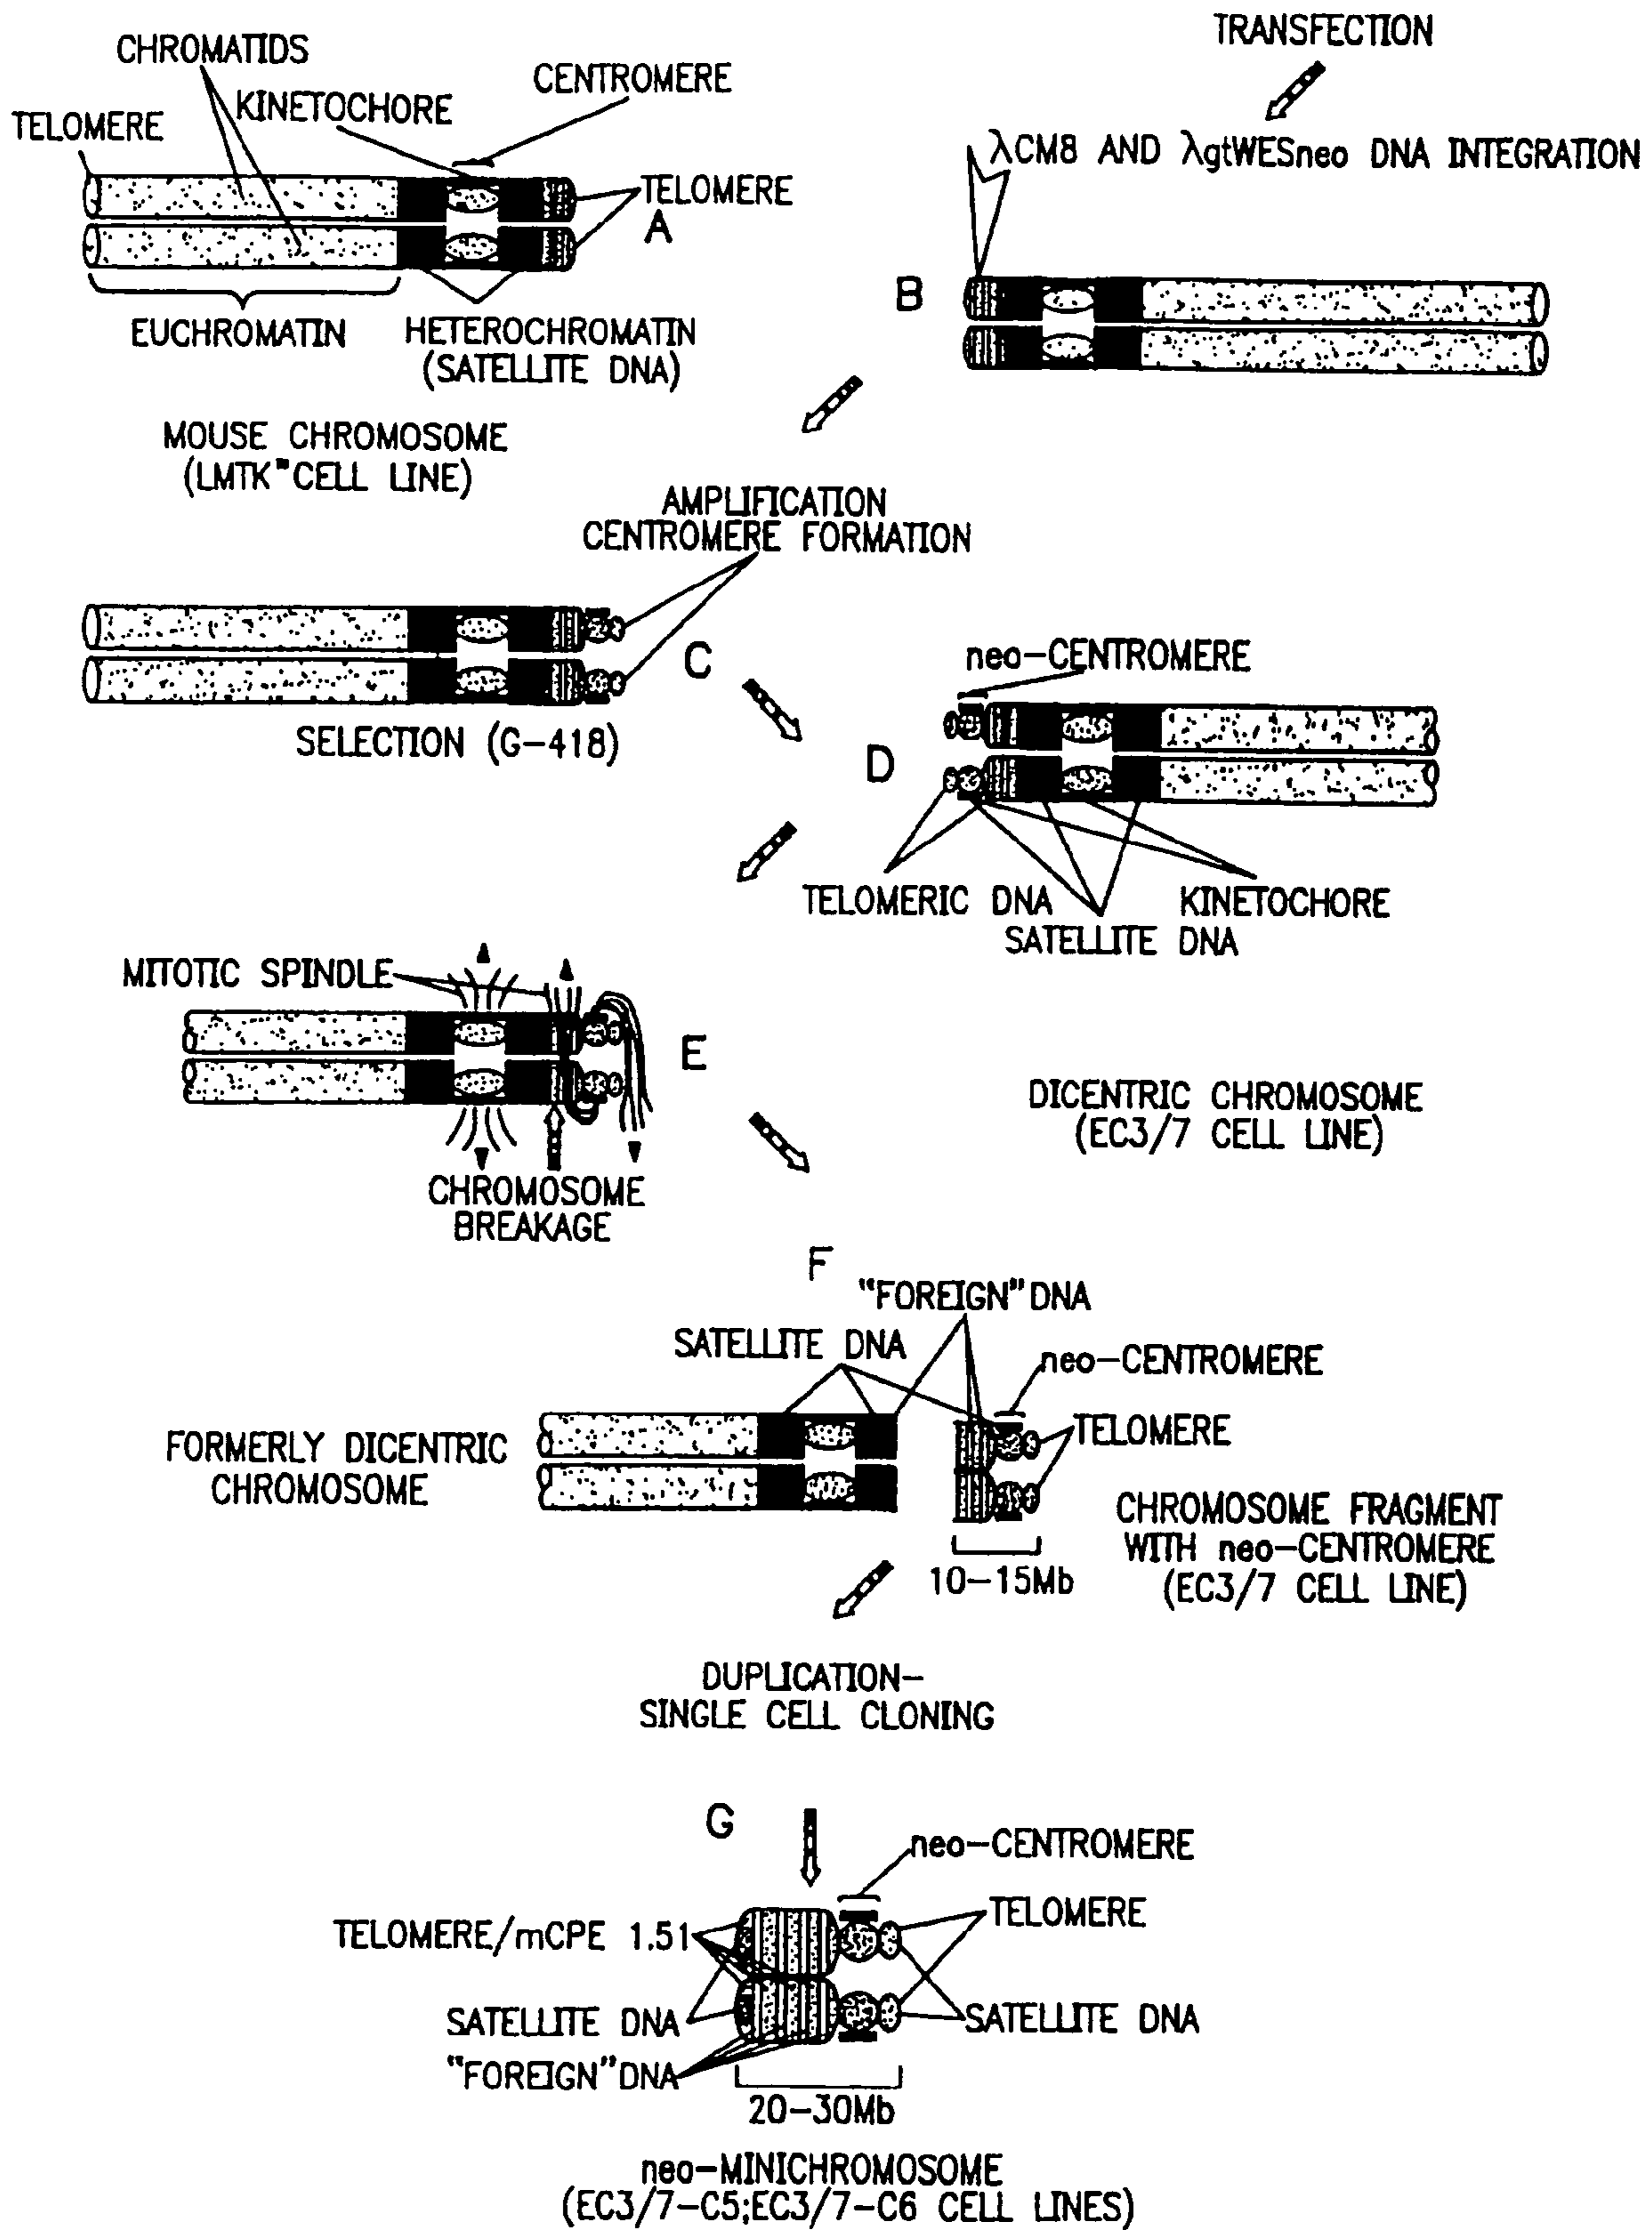 CHROMATIDS
TELOMERE
KINETOCHORE
CENTROMERE
TELOMERE
A
EUCHROMATIN
HETEROCHROMATIN
(SATELLITE DNA)
MOUSE CHROMOSOME
(LMTK⁻ CELL LINE)
TRANSFECTION
λCM8 AND λgtWESneo DNA INTEGRATION
B
AMPLIFICATION
CENTROMERE FORMATION
C
SELECTION (G-418)
neo-CENTROMERE
D
TELOMERIC DNA
KINETOCHORE
SATELLITE DNA
MITOTIC SPINDLE
E
CHROMOSOME
BREAKAGE
DICENTRIC CHROMOSOME
(EC3/7 CELL LINE)
F
"FOREIGN" DNA
SATELLITE DNA
neo-CENTROMERE
TELOMERE
FORMERLY DICENTRIC
CHROMOSOME
10-15Mb
CHROMOSOME FRAGMENT
WITH neo-CENTROMERE
(EC3/7 CELL LINE)
DUPLICATION-
SINGLE CELL CLONING
G
neo-CENTROMERE
TELOMERE/mCPE 1.51
TELOMERE
SATELLITE DNA
SATELLITE DNA
"FOREIGN" DNA
20-30Mb
neo-MINICHROMOSOME
(EC3/7-C5;EC3/7-C6 CELL LINES)